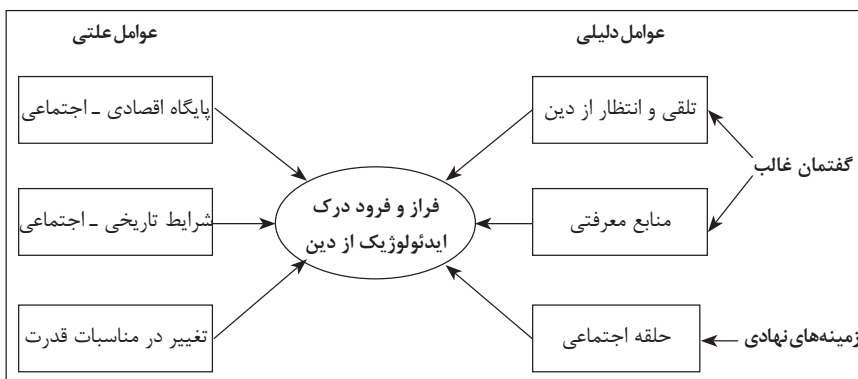 عوامل دلیلی
عوامل علتی
تلقی و انتظار از دین
پایگاه اقصادی ـ اجتماعی
گفتمان غالب
فراز و فرود درک
ایدئولوژیک از دین
منابع معرفتی
شرایط تاریخی ـ اجتماعی
زمینه‌های نهادی
حلقه اجتماعی
تغییر در مناسبات قدرت